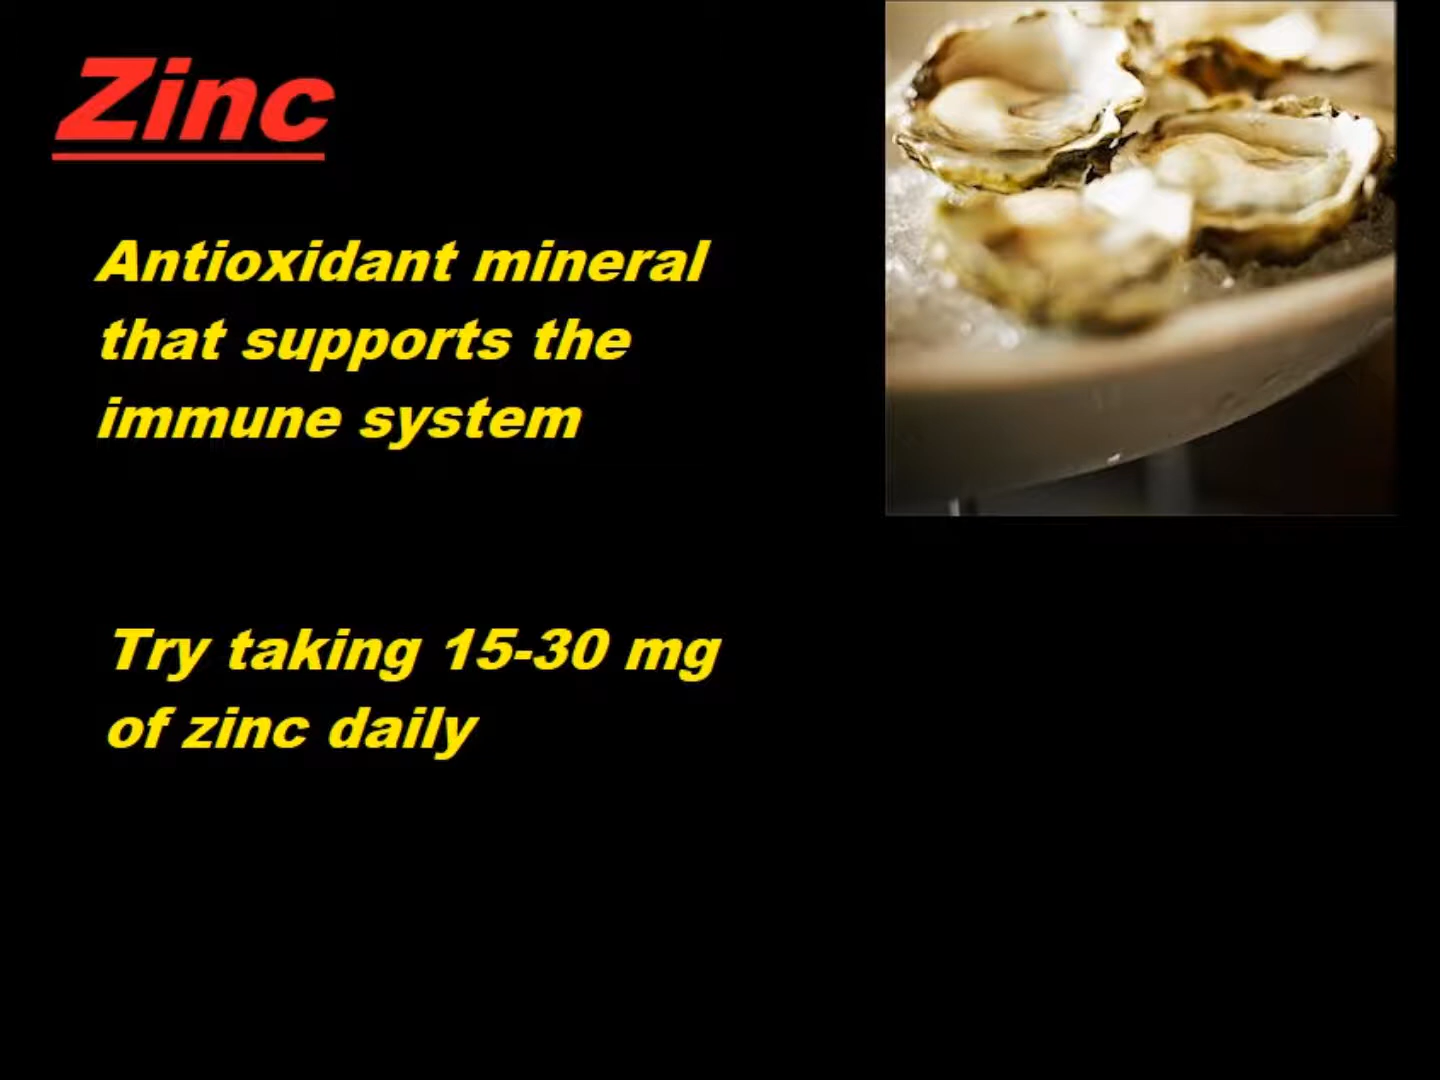 Zinc
Antioxidant mineral
that supports the
immune system
Try taking 15-30 mg
of zinc daily